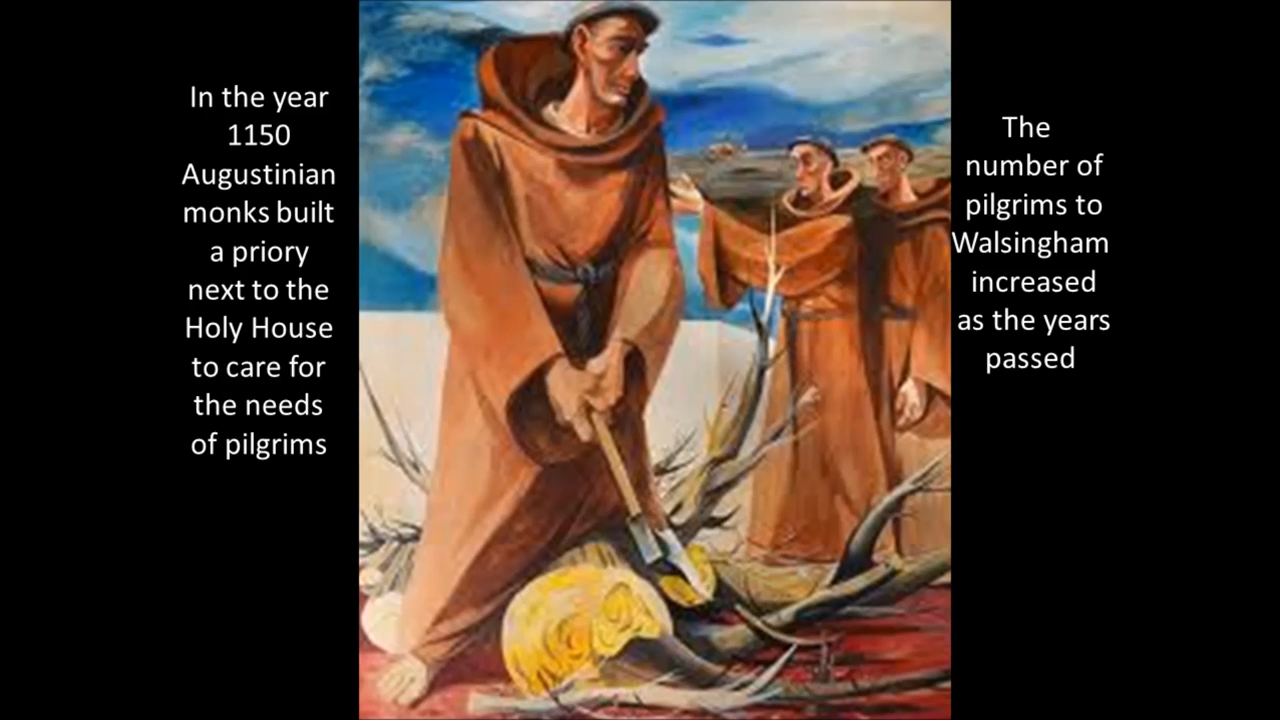 In the year
1150
Augustinian
monks built
a priory
next to the
Holy House
to care for
the needs
of pilgrims
The
number of
pilgrims to
Walsingham
increased
as the years
passed